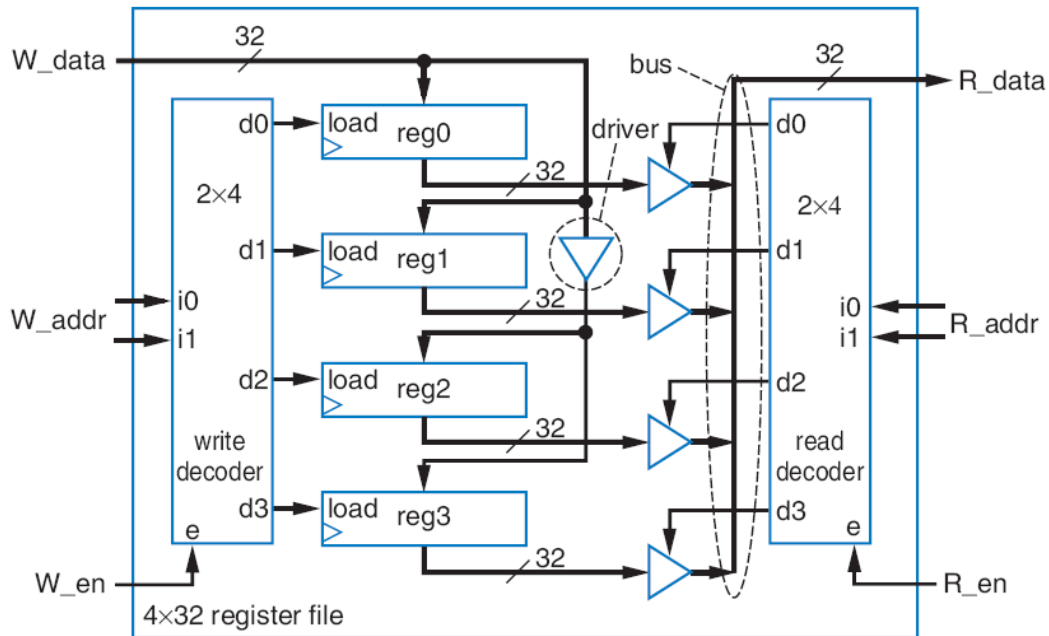 32
W_data
bus
32
R_data
d0
load
reg0
driver
d0
32
2×4
2×4
d1
load
reg1
d1
32
i0
W_addr
i1
i0
R_addr
i1
d2
load
reg2
d2
32
write
decoder
read
decoder
d3
load
reg3
d3
e
32
e
W_en
R_en
4×32 register file